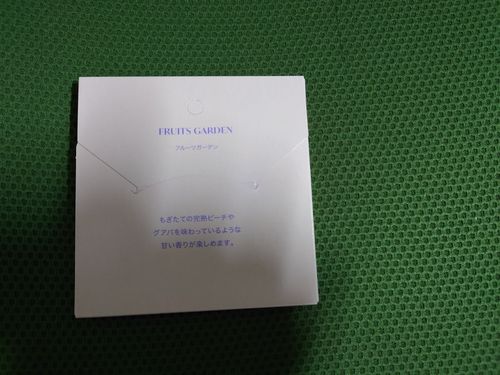 FRUITS GARDEN
フルーツガーデン
もぎたての完熟ピーチや
グアバを味わっているような
甘い香りが楽しめます。